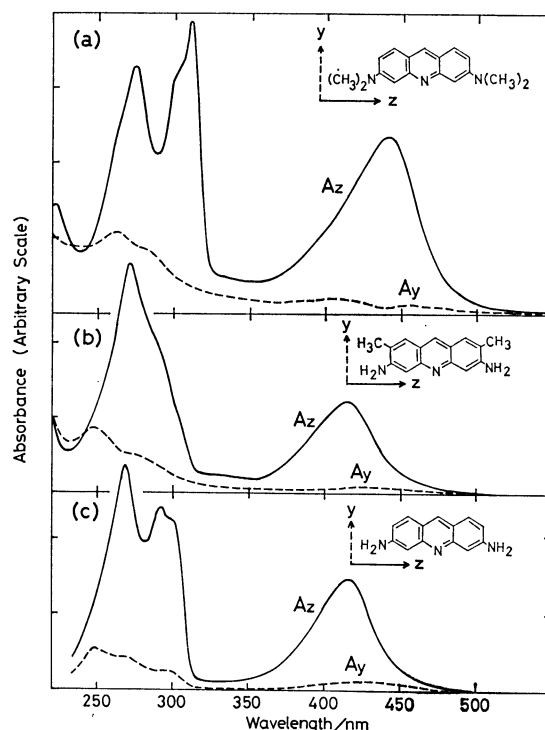 Absorbance (Arbitrary Scale)
(a)
y
z
(CH3)2N
N
N(CH3)2
Az
Ay
(b)
y
z
H3C
CH3
H2N
N
NH2
Az
Ay
(c)
y
z
H2N
N
NH2
Az
Ay
250 300 350 400 450 500
Wavelength/nm